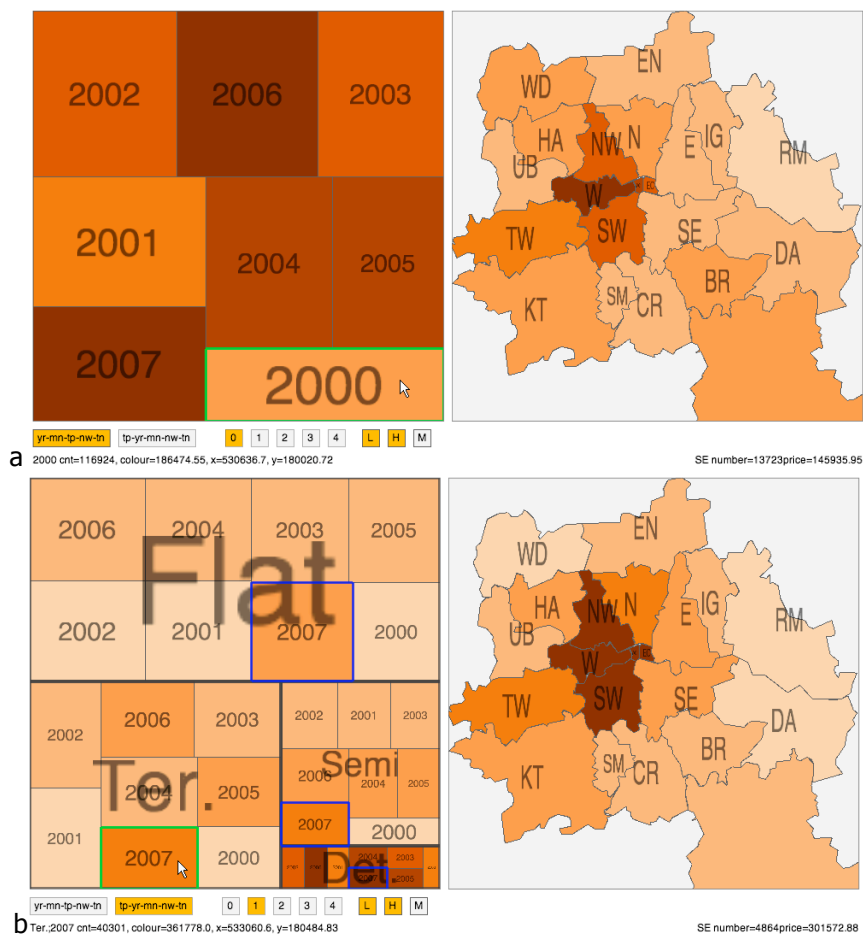 2002 2006 2003
2001 2004 2005
2007 2000
EN
WD
HA NW N E IG RM
UB
W EC
TW SW SE DA
KT SM CR BR
yr-mn-tp-nw-tn tp-yr-mn-nw-tn 0 1 2 3 4 L H M
a 2000 cnt=116924, colour=186474.55, x=530636.7, y=180020.72 SE number=13723price=145935.95
2006 2004 2003 2005
Flat
2002 2001 2007 2000
2002 2006 2003
Ter. 2004 2005
2001 2007 2000
2002 2001 2003
Semi
2006 2004 2005
2007 2000
Det.
2004 2003
2007 2005
EN
WD
HA NW N E IG RM
UB
W EC
TW SW SE DA
KT SM CR BR
yr-mn-tp-nw-tn tp-yr-mn-nw-tn 0 1 2 3 4 L H M
b Ter.;2007 cnt=40301, colour=361778.0, x=533060.6, y=180484.83 SE number=4864price=301572.88